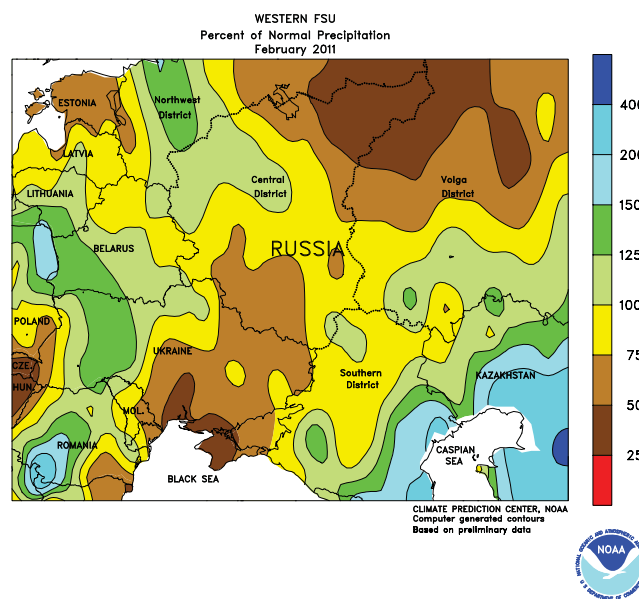 WESTERN FSU
Percent of Normal Precipitation
February 2011
ESTONIA
Northwest
District
LATVIA
LITHUANIA
Central
District
Volga
District
BELARUS
RUSSIA
POLAND
UKRAINE
CZE.
HUN.
Southern
District
KAZAKHSTAN
MOL.
ROMANIA
CASPIAN
SEA
BLACK SEA
400
200
150
125
100
75
50
25
CLIMATE PREDICTION CENTER, NOAA
Computer generated contours
Based on preliminary data
NOAA